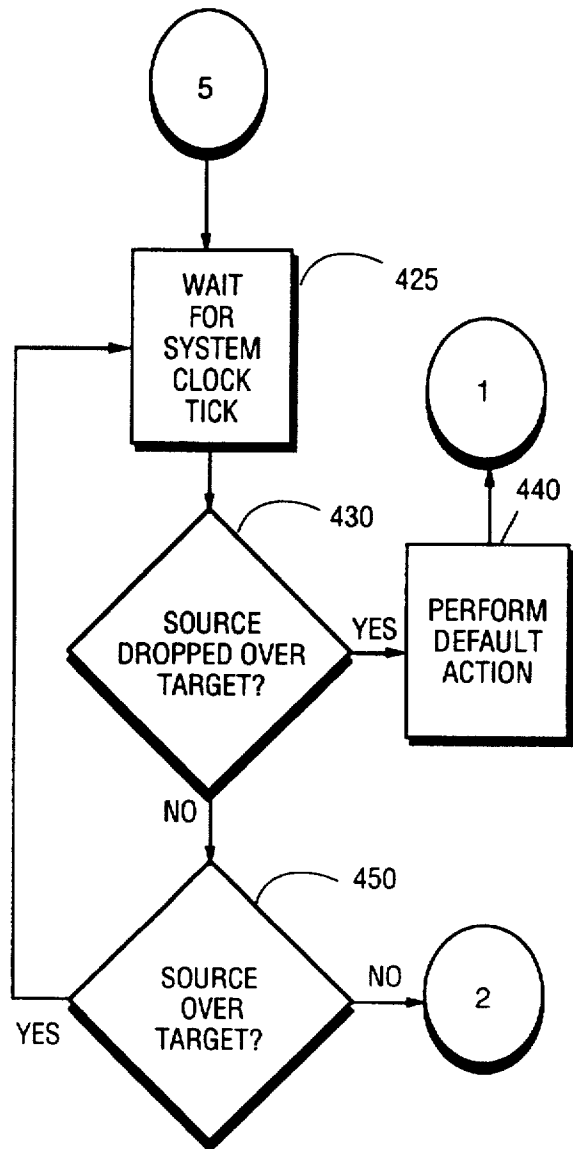 5
WAIT
FOR
SYSTEM
CLOCK
TICK
425
1
430
440
SOURCE
DROPPED OVER
TARGET?
YES
PERFORM
DEFAULT
ACTION
NO
450
SOURCE
OVER
TARGET?
YES
NO
2